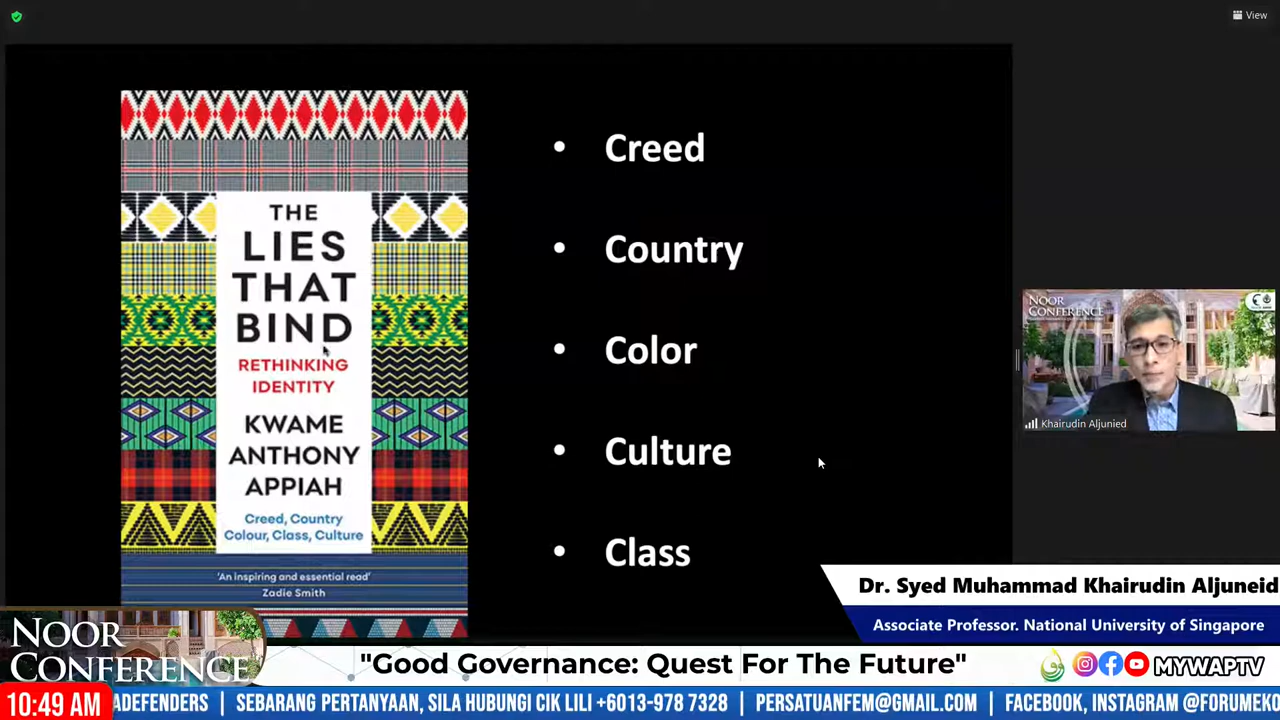 View
THE
LIES
THAT
BIND
RETHINKING
IDENTITY
KWAME
ANTHONY
APPIAH
Creed, Country
Colour, Class, Culture
'An inspiring and essential read'
Zadie Smith
• Creed
• Country
• Color
• Culture
• Class
NOOR
CONFERENCE
Khairudin Aljunied
Dr. Syed Muhammad Khairudin Aljuneid
Associate Professor. National University of Singapore
NOOR
CONFERENCE
"Good Governance: Quest For The Future"
MYWAPTV
10:49 AM
ADEFENDERS | SEBARANG PERTANYAAN, SILA HUBUNGI CIK LILI +6013-978 7328 | PERSATUANFEM@GMAIL.COM | FACEBOOK, INSTAGRAM @FORUMEKO